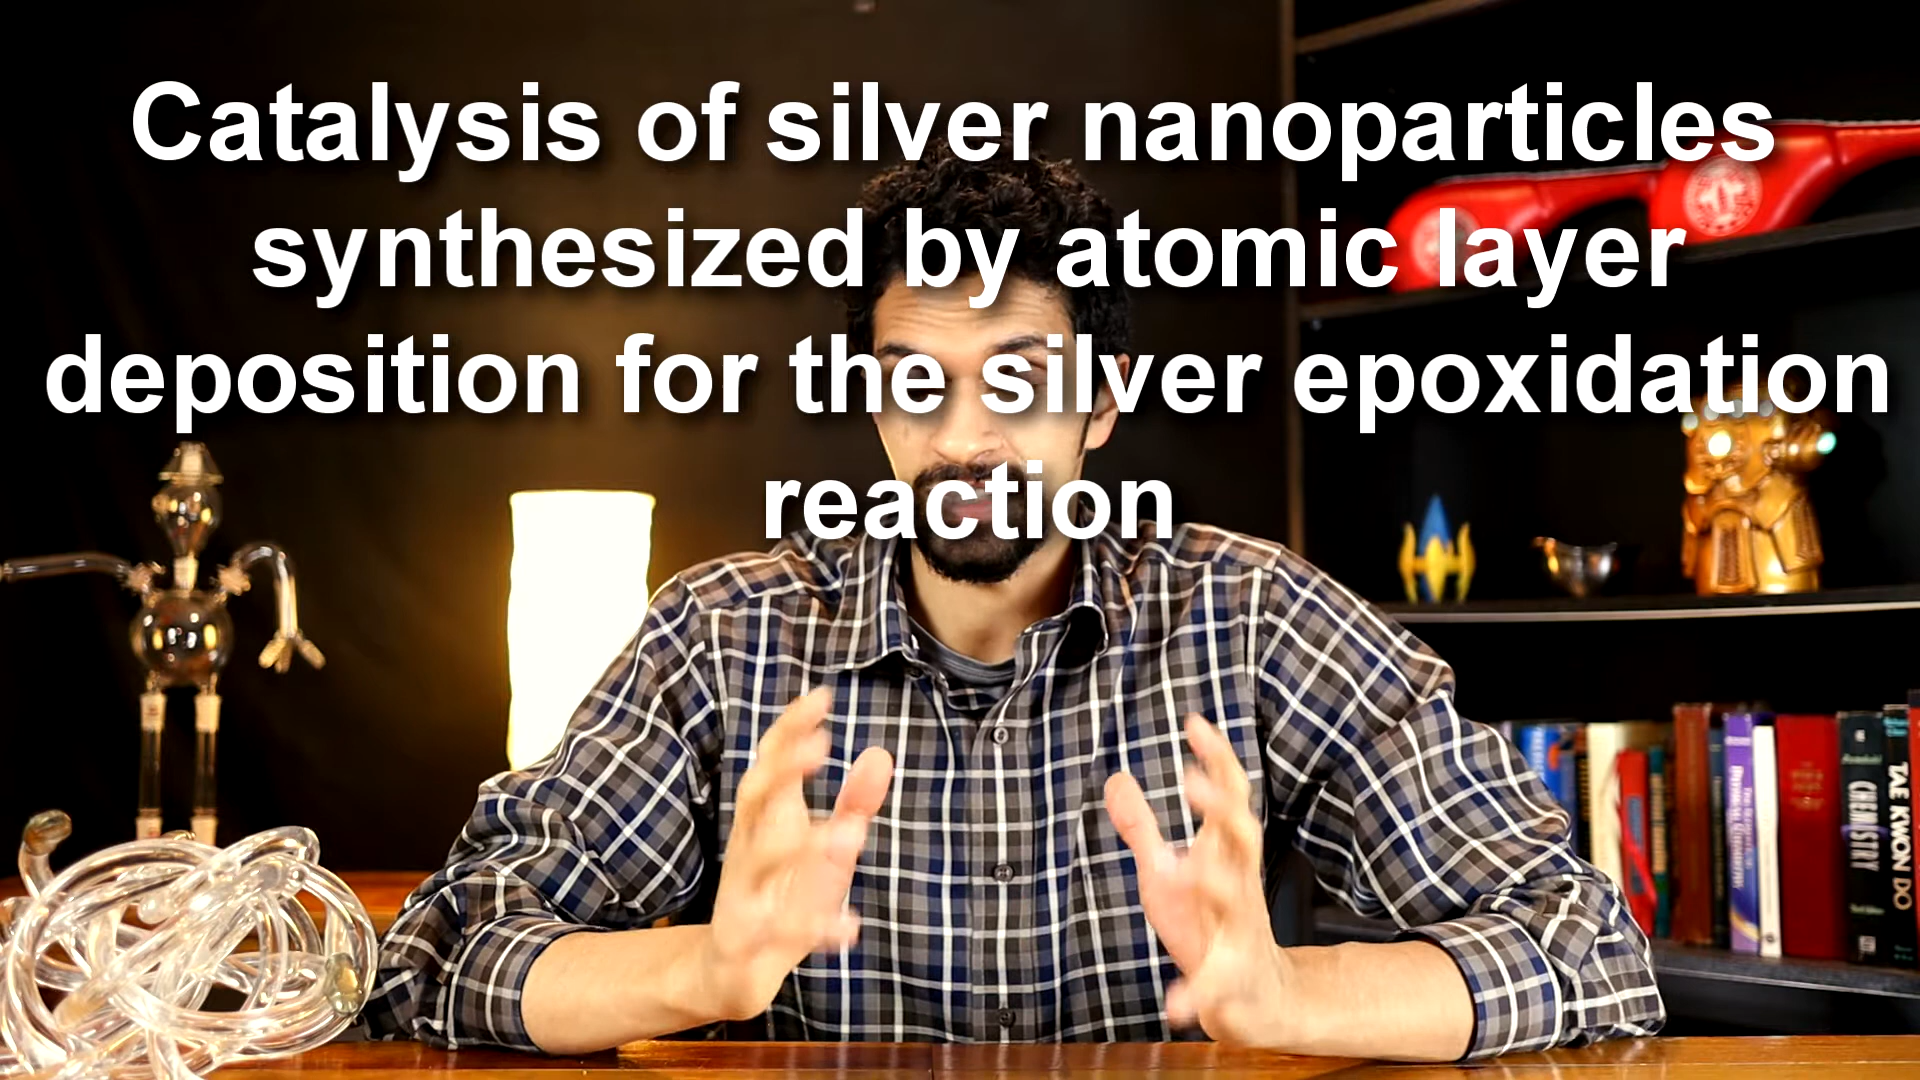 Catalysis of silver nanoparticles
synthesized by atomic layer
deposition for the silver epoxidation
reaction
CHEMISTRY
TAE KWON DO